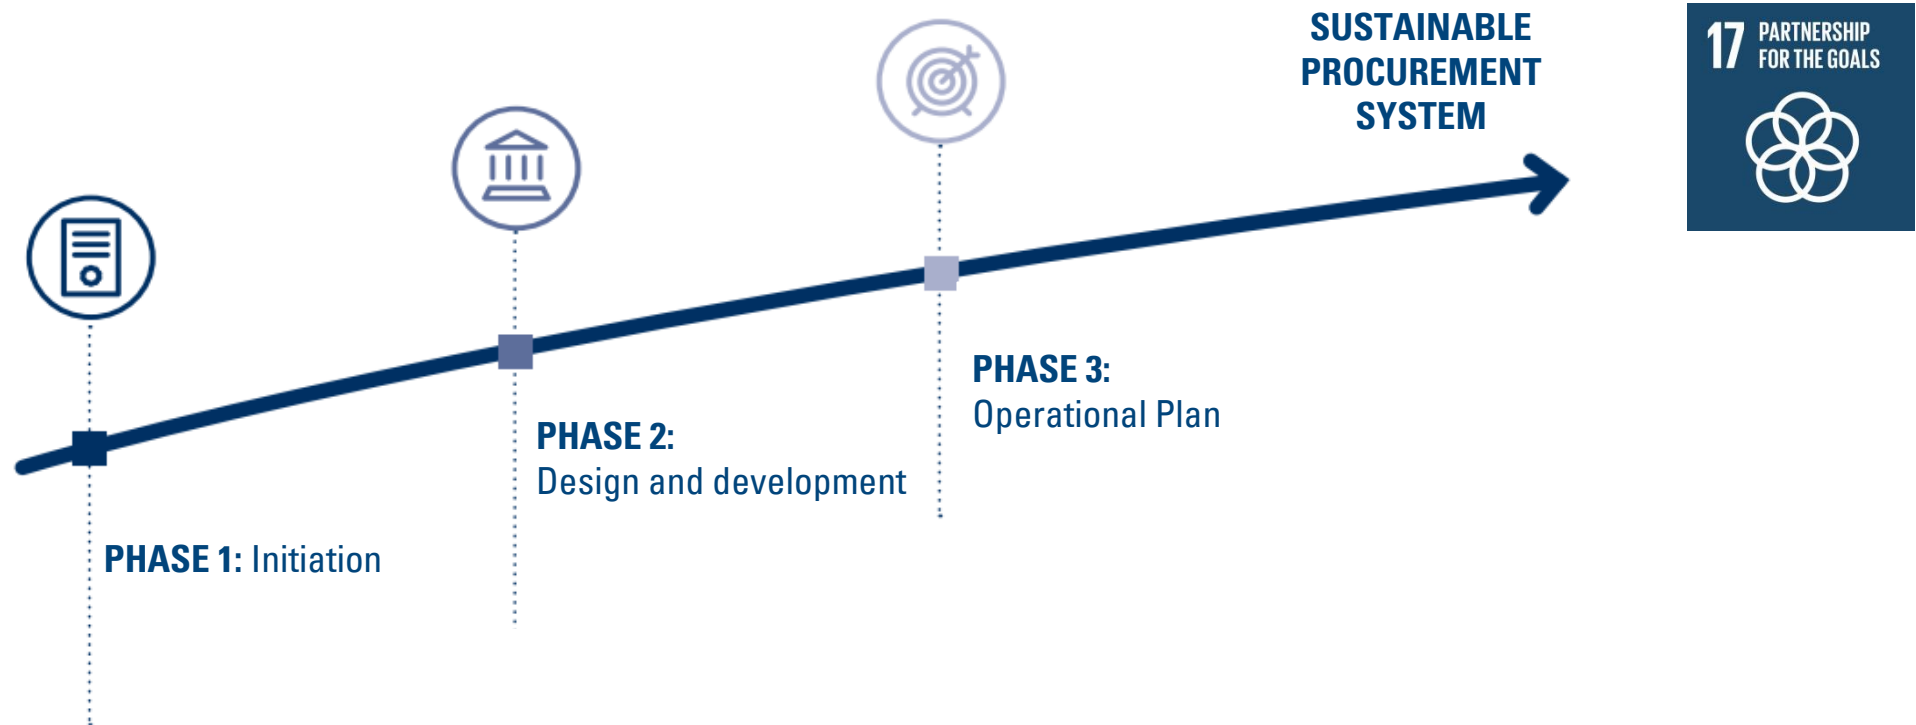 SUSTAINABLE
PROCUREMENT
SYSTEM
17 PARTNERSHIP
FOR THE GOALS
PHASE 3:
Operational Plan
PHASE 2:
Design and development
PHASE 1: Initiation